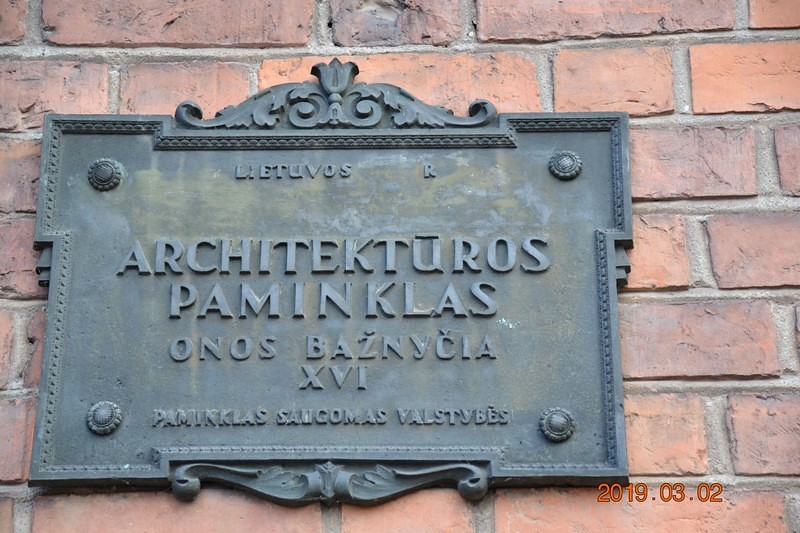 LIETUVOS R
ARCHITEKTŪROS
PAMINKLAS
ONOS BAŽNYČIA
XVI
PAMINKLAS SAUGOMAS VALSTYBĖS
2019.03.02